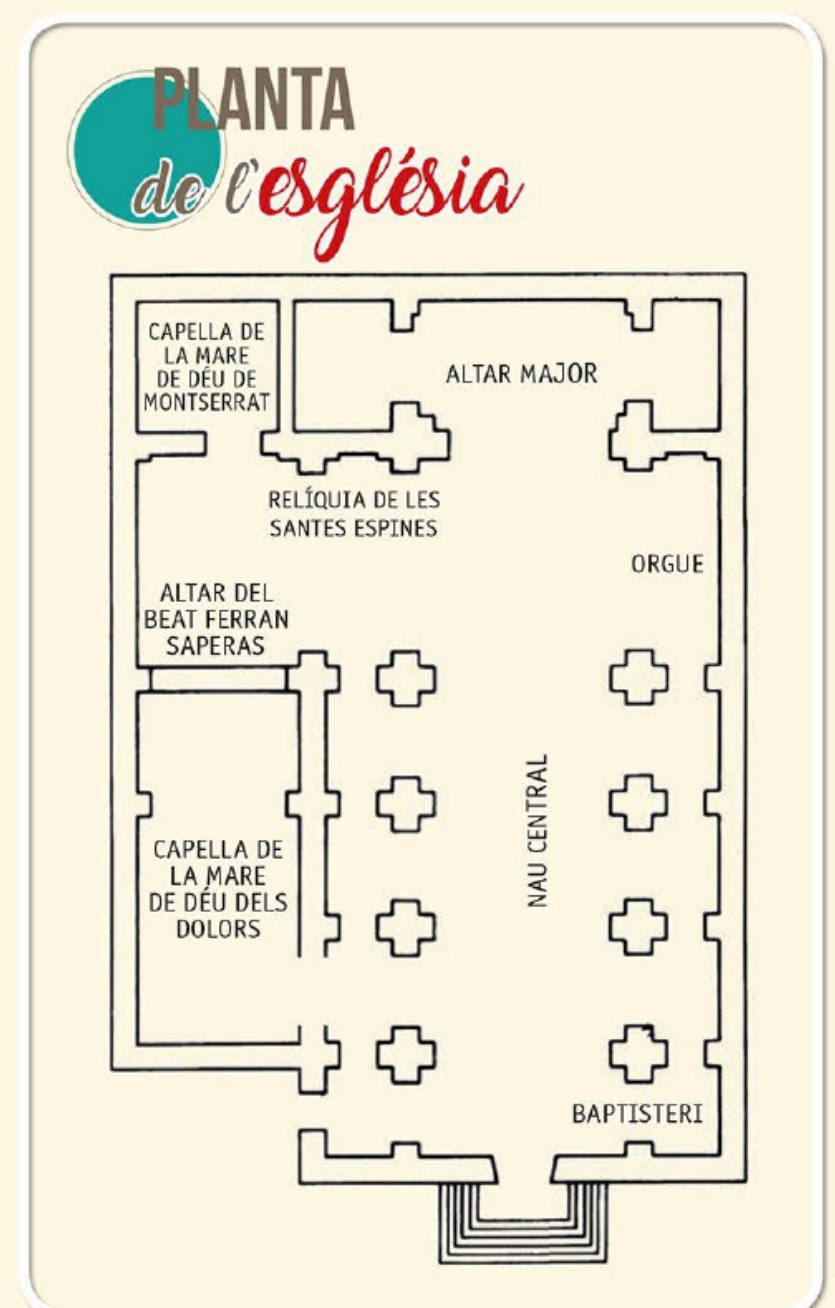 PLANTA
de l'església
CAPELLA DE
LA MARE
DE DÉU DE
MONTSERRAT
ALTAR MAJOR
RELÍQUIA DE LES
SANTES ESPINES
ORGUE
ALTAR DEL
BEAT FERRAN
SAPERAS
NAU CENTRAL
CAPELLA DE
LA MARE
DE DÉU DELS
DOLORS
BAPTISTERI